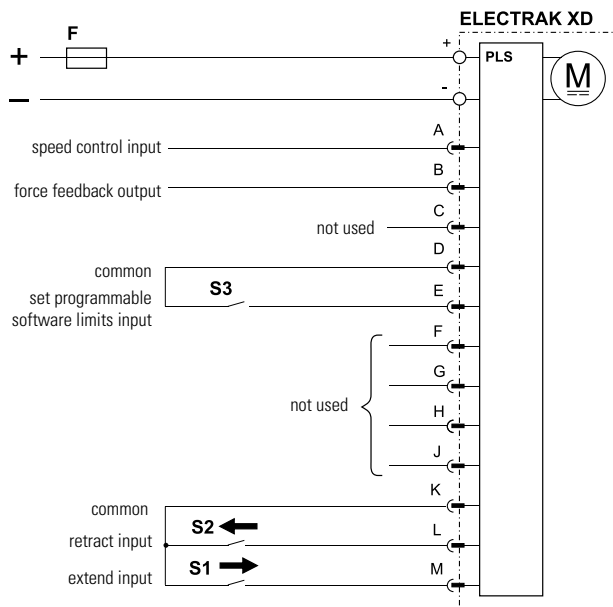 ELECTRAK XD
F
+
+
PLS
M
–
-
A
speed control input
B
force feedback output
C
not used
D
common
S3
E
set programmable
software limits input
F
G
not used
H
J
K
common
S2
L
retract input
S1
M
extend input